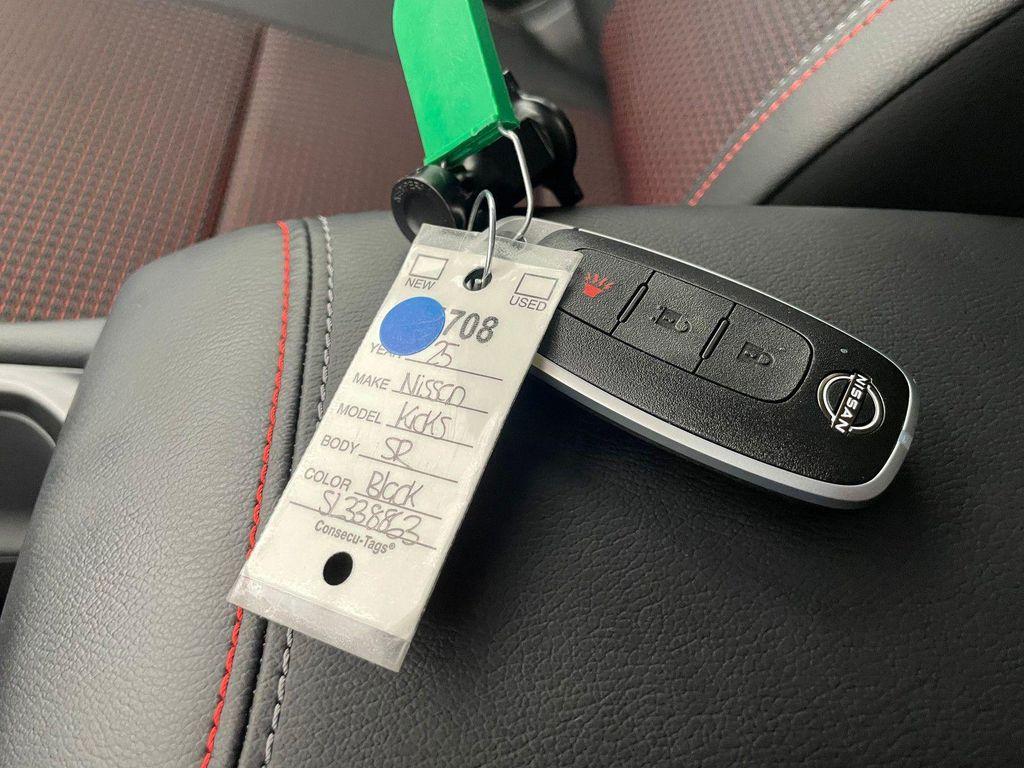 NEW
USED
708
YEAR 25
MAKE Nissan
MODEL Kicks
BODY SR
COLOR Black
SL338863
Consecu-Tags®
NISSAN